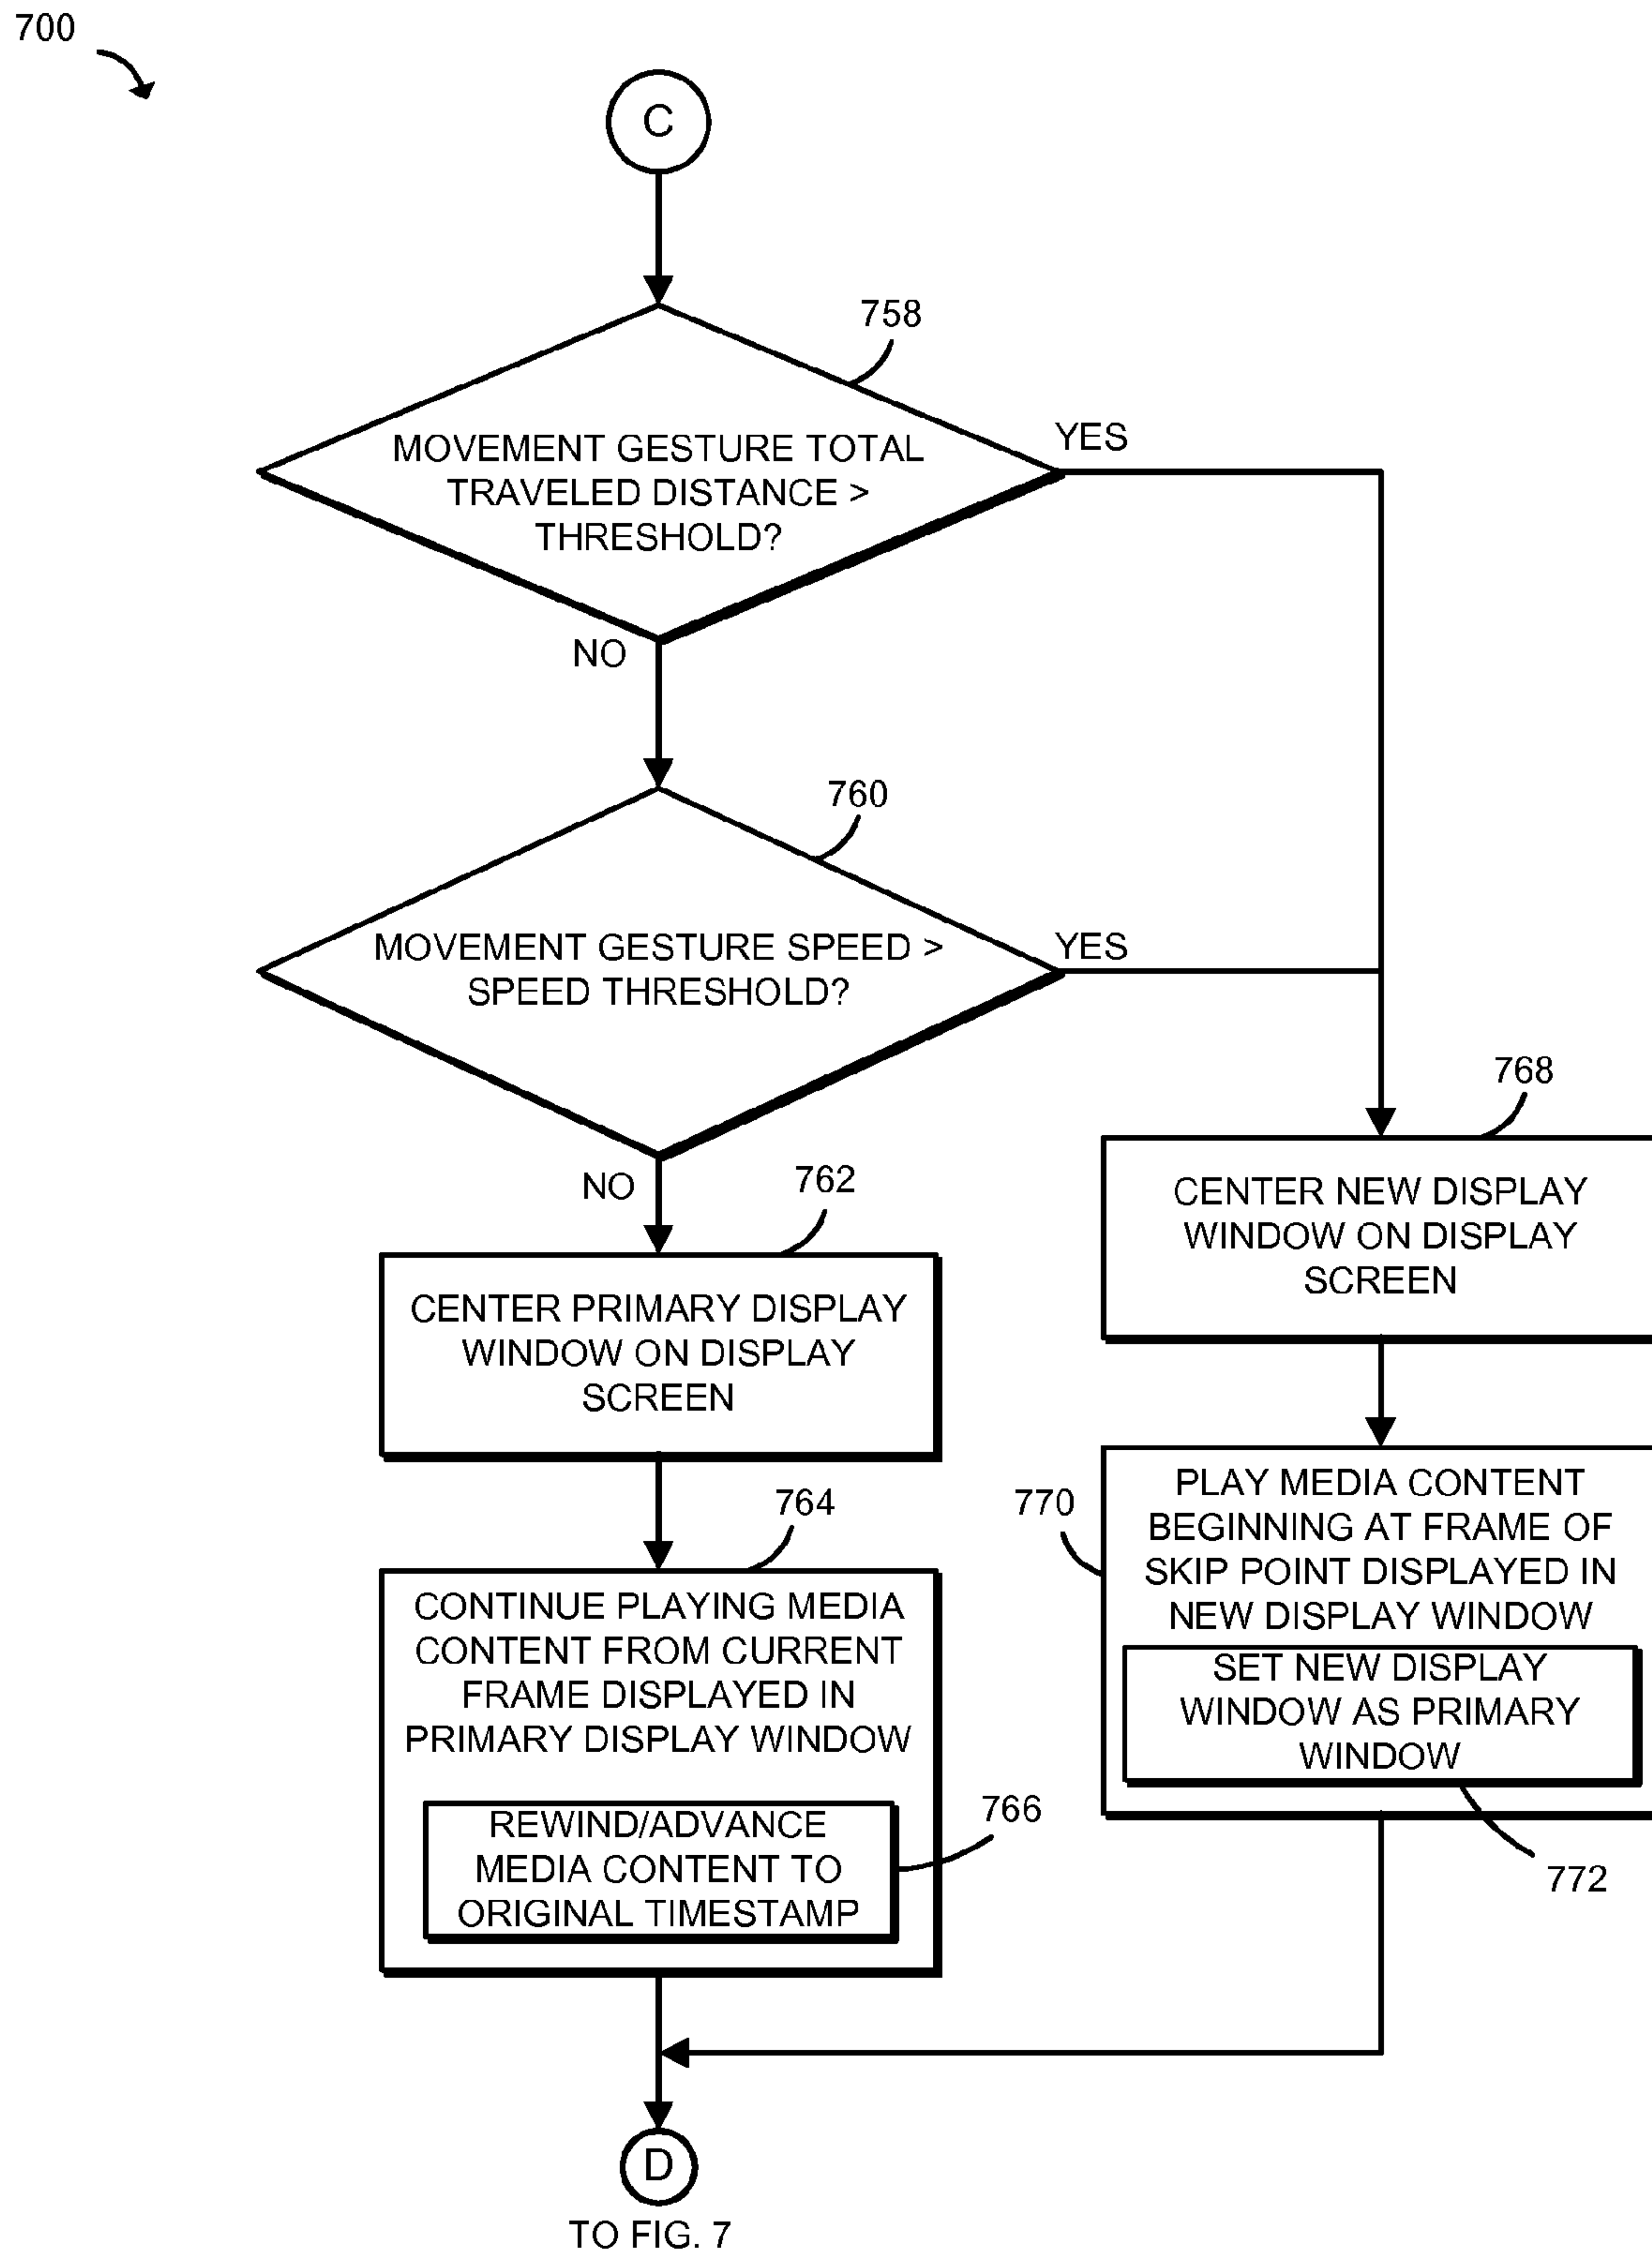 700
C
758
MOVEMENT GESTURE TOTAL
TRAVELED DISTANCE >
THRESHOLD?
YES
NO
760
MOVEMENT GESTURE SPEED >
SPEED THRESHOLD?
YES
NO
762
CENTER PRIMARY DISPLAY
WINDOW ON DISPLAY
SCREEN
764
CONTINUE PLAYING MEDIA
CONTENT FROM CURRENT
FRAME DISPLAYED IN
PRIMARY DISPLAY WINDOW
REWIND/ADVANCE
MEDIA CONTENT TO
ORIGINAL TIMESTAMP
766
768
CENTER NEW DISPLAY
WINDOW ON DISPLAY
SCREEN
770
PLAY MEDIA CONTENT
BEGINNING AT FRAME OF
SKIP POINT DISPLAYED IN
NEW DISPLAY WINDOW
SET NEW DISPLAY
WINDOW AS PRIMARY
WINDOW
772
D
TO FIG. 7